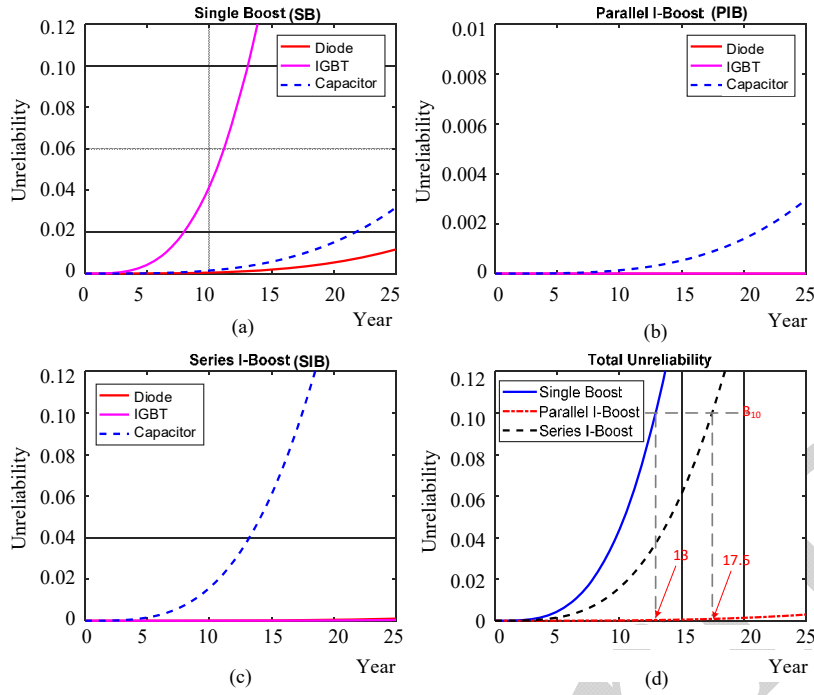 Single Boost (SB)
Unreliability
0.12
0.10
0.08
0.06
0.04
0.02
0
Diode
IGBT
Capacitor
0 5 10 15 20 25
Year
(a)
Parallel I-Boost (PIB)
Unreliability
0.01
0.008
0.006
0.004
0.002
0
Diode
IGBT
Capacitor
0 5 10 15 20 25
Year
(b)
Series I-Boost (SIB)
Unreliability
0.12
0.10
0.08
0.06
0.04
0.02
0
Diode
IGBT
Capacitor
0 5 10 15 20 25
Year
(c)
Total Unreliability
Unreliability
0.12
0.10
0.08
0.06
0.04
0.02
0
Single Boost
Parallel I-Boost
Series I-Boost
B10
13
17.5
0 5 10 15 20 25
Year
(d)